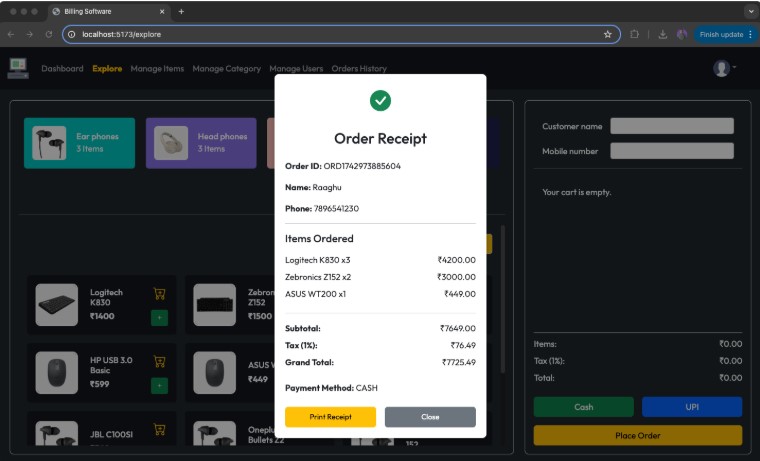 Billing Software
localhost:5173/explore
Finish update
Dashboard Explore Manage Items Manage Category Manage Users Orders History
Ear phones
3 Items
Head phones
3 Items
Logitech K830
₹1400
Zebron
Z152
₹1500
HP USB 3.0 Basic
₹599
ASUS W
₹449
JBL C100SI
Oneplu
Bullets Z2
152
Order Receipt
Order ID: ORD1742973885604
Name: Raaghu
Phone: 7896541230
Items Ordered
Logitech K830 x3 ₹4200.00
Zebronics Z152 x2 ₹3000.00
ASUS WT200 x1 ₹449.00
Subtotal: ₹7649.00
Tax (1%): ₹76.49
Grand Total: ₹7725.49
Payment Method: CASH
Print Receipt Close
Customer name
Mobile number
Your cart is empty.
Items: ₹0.00
Tax (1%): ₹0.00
Total: ₹0.00
Cash UPI
Place Order